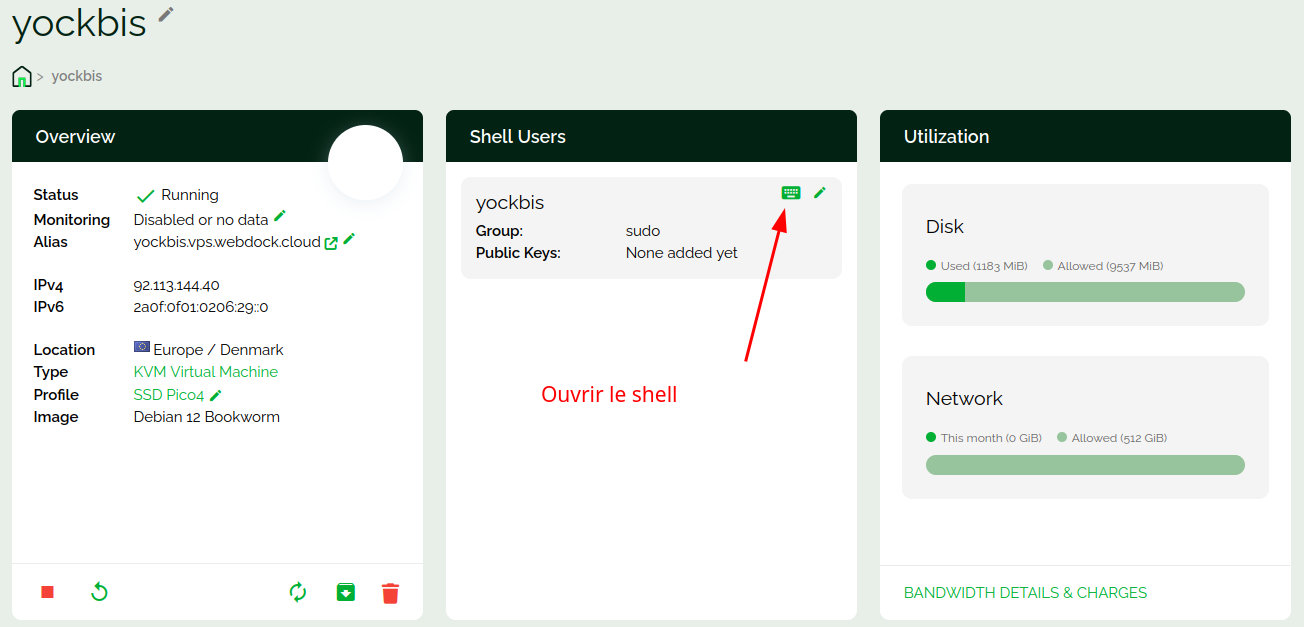 yockbis
> yockbis
Overview
Status Running
Monitoring Disabled or no data
Alias yockbis.vps.webdock.cloud
IPv4 92.113.144.40
IPv6 2a0f:0f01:0206:29::0
Location Europe / Denmark
Type KVM Virtual Machine
Profile SSD Pico4
Image Debian 12 Bookworm
Shell Users
yockbis
Group: sudo
Public Keys: None added yet
Ouvrir le shell
Utilization
Disk
Used (1183 MiB) Allowed (9537 MiB)
Network
This month (0 GiB) Allowed (512 GiB)
BANDWIDTH DETAILS & CHARGES